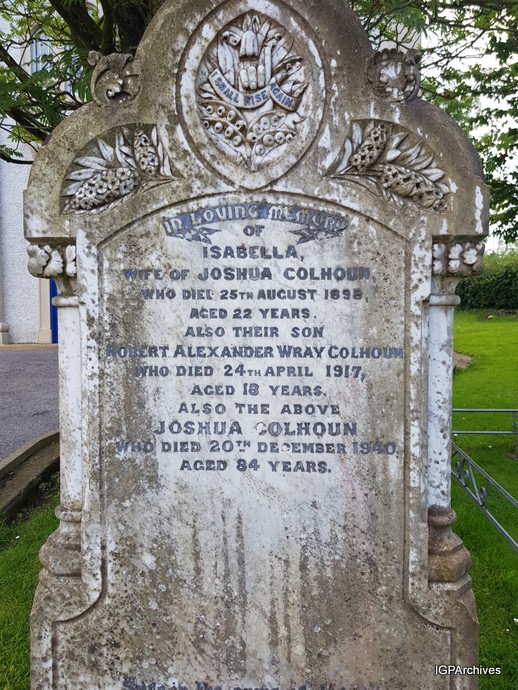 I SHALL RISE AGAIN
IN LOVING MEMORY
OF
ISABELLA,
WIFE OF JOSHUA COLHOUN,
WHO DIED 25TH AUGUST 1898,
AGED 22 YEARS.
ALSO THEIR SON
ROBERT ALEXANDER WRAY COLHOUN
WHO DIED 24TH APRIL 1917,
AGED 18 YEARS.
ALSO THE ABOVE
JOSHUA COLHOUN
WHO DIED 20TH DECEMBER 1940,
AGED 84 YEARS.
IGPArchives